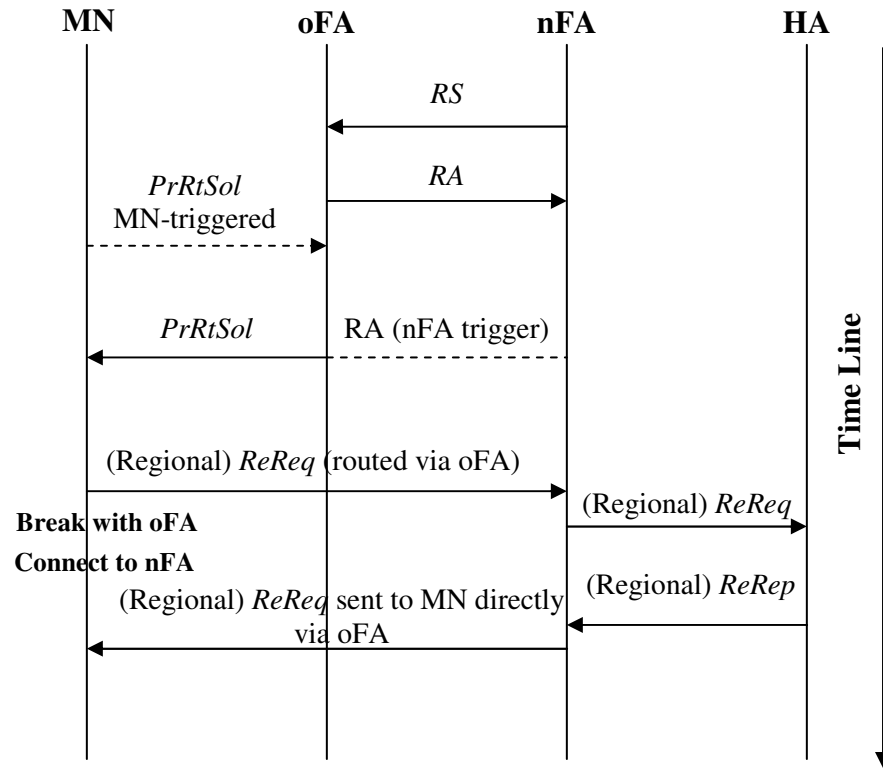 MN oFA nFA HA
RS
RA
PrRtSol
MN-triggered
PrRtSol RA (nFA trigger)
Time Line
(Regional) ReReq (routed via oFA)
(Regional) ReReq
Break with oFA
Connect to nFA
(Regional) ReRep
(Regional) ReReq sent to MN directly
via oFA